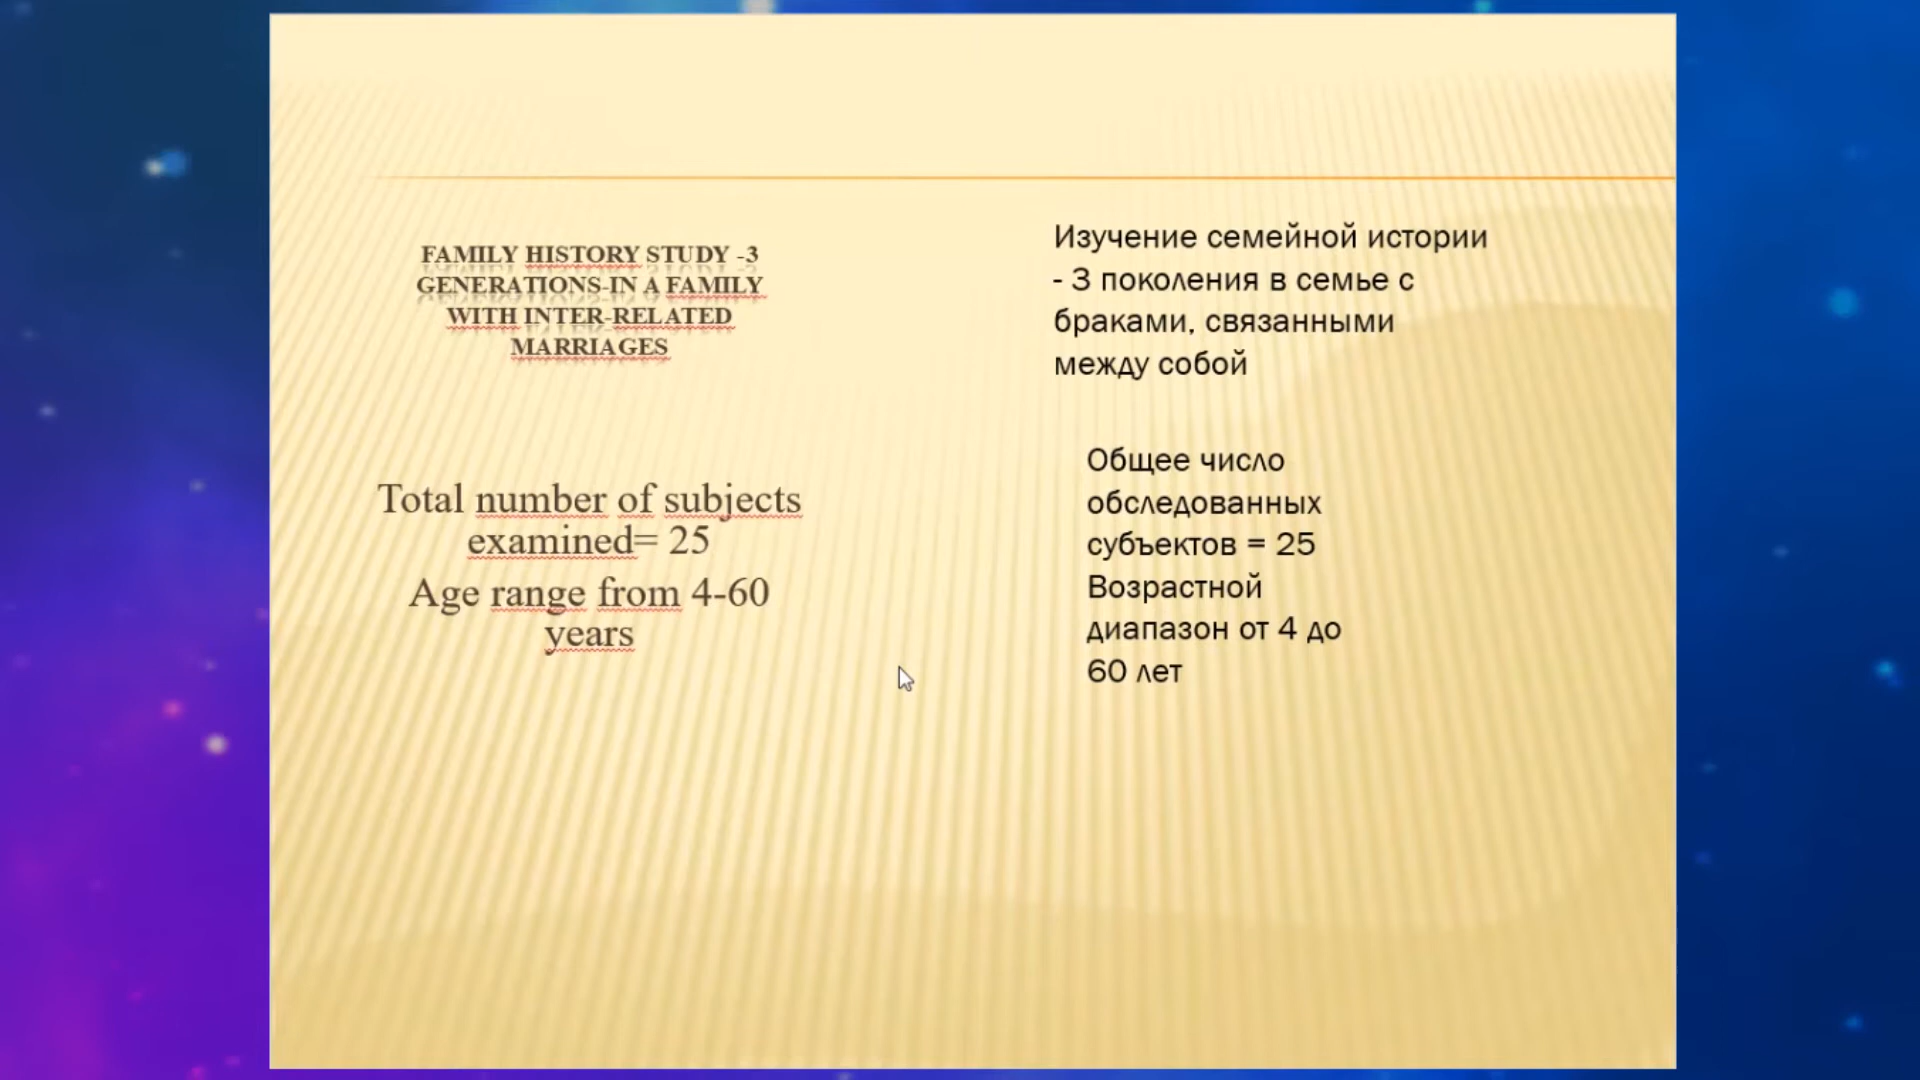 FAMILY HISTORY STUDY -3
GENERATIONS-IN A FAMILY
WITH INTER-RELATED
MARRIAGES
Total number of subjects
examined= 25
Age range from 4-60
years
Изучение семейной истории
- 3 поколения в семье с
браками, связанными
между собой
Общее число
обследованных
субъектов = 25
Возрастной
диапазон от 4 до
60 лет